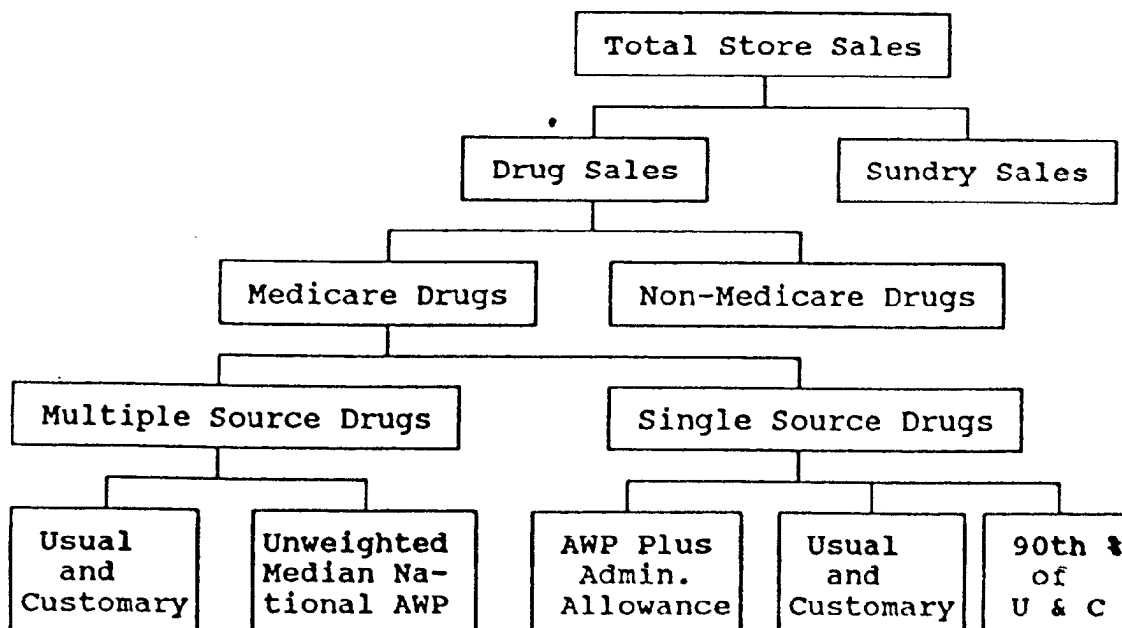 Total Store Sales
Drug Sales
Sundry Sales
Medicare Drugs
Non-Medicare Drugs
Multiple Source Drugs
Single Source Drugs
Usual
and
Customary
Unweighted
Median Na-
tional AWP
AWP Plus
Admin.
Allowance
Usual
and
Customary
90th %
of
U & C